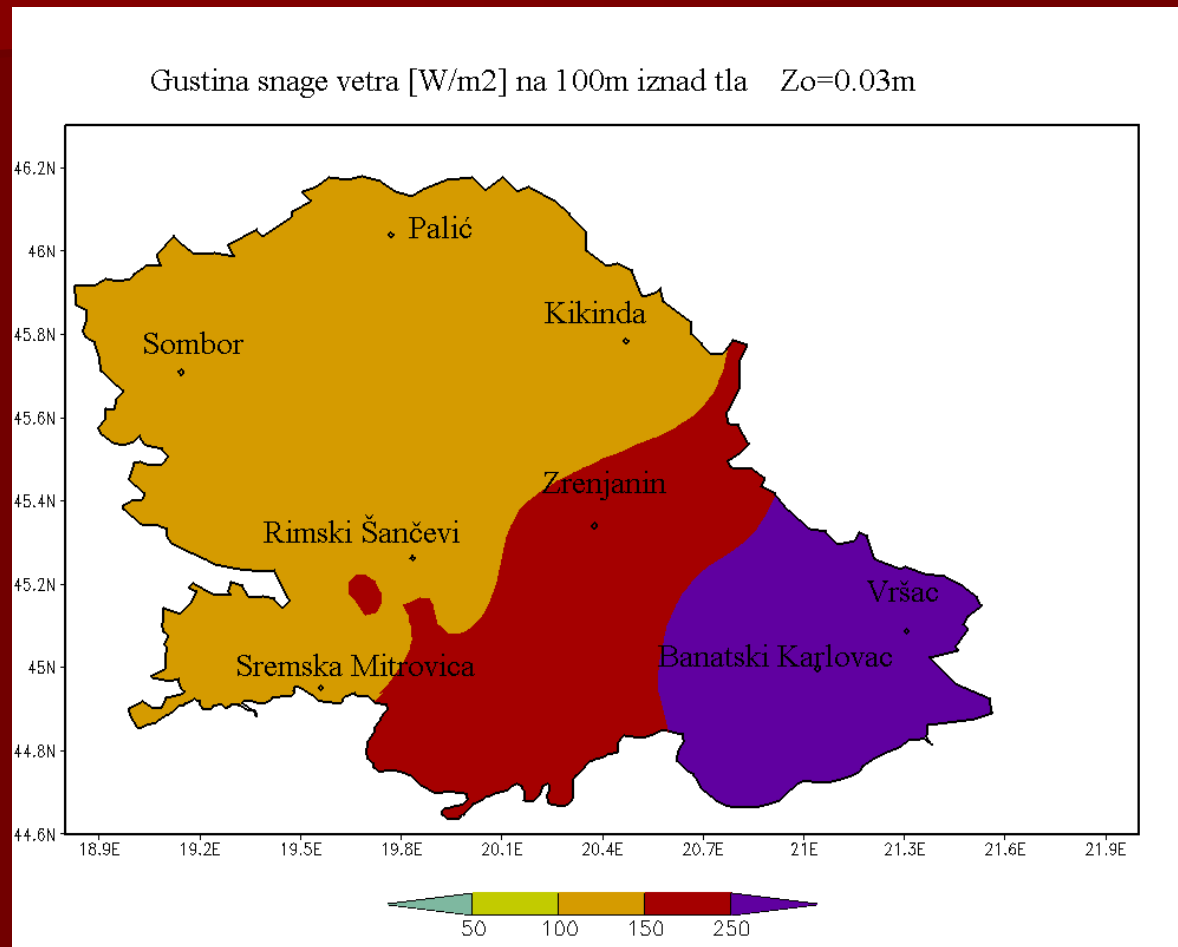 Gustina snage vetra [W/m2] na 100m iznad tla Zo=0.03m
46.2N
Palić
46N
Kikinda
45.8N
Sombor
45.6N
Zrenjanin
45.4N
Rimski Šančevi
45.2N
Vršac
Banatski Karlovac
45N
Sremska Mitrovica
44.8N
44.6N
18.9E 19.2E 19.5E 19.8E 20.1E 20.4E 20.7E 21E 21.3E 21.6E 21.9E
50 100 150 250